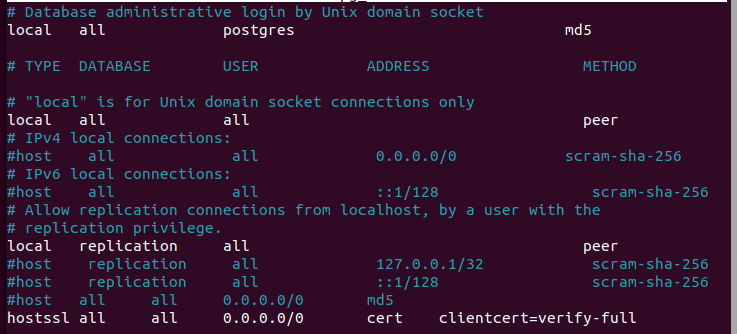 # Database administrative login by Unix domain socket
local   all             postgres                              md5
# TYPE  DATABASE        USER            ADDRESS                 METHOD
# "local" is for Unix domain socket connections only
local   all             all                                     peer
# IPv4 local connections:
#host    all             all             0.0.0.0/0            scram-sha-256
# IPv6 local connections:
#host    all             all             ::1/128                 scram-sha-256
# Allow replication connections from localhost, by a user with the
# replication privilege.
local   replication     all                                     peer
#host    replication     all             127.0.0.1/32            scram-sha-256
#host    replication     all             ::1/128                 scram-sha-256
#host   all     all     0.0.0.0/0       md5
hostssl all     all     0.0.0.0/0       cert    clientcert=verify-full